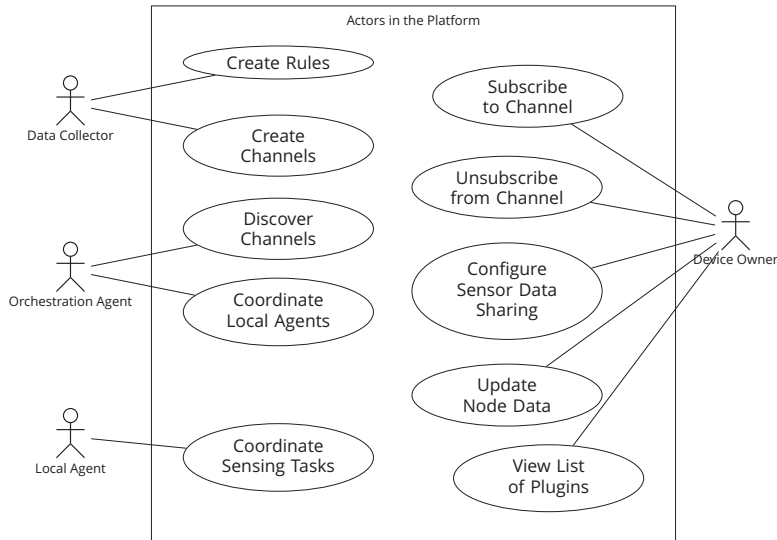 Actors in the Platform
Create Rules
Data Collector
Create
Channels
Discover
Channels
Orchestration Agent
Coordinate
Local Agents
Local Agent
Coordinate
Sensing Tasks
Subscribe
to Channel
Unsubscribe
from Channel
Device Owner
Configure
Sensor Data
Sharing
Update
Node Data
View List
of Plugins